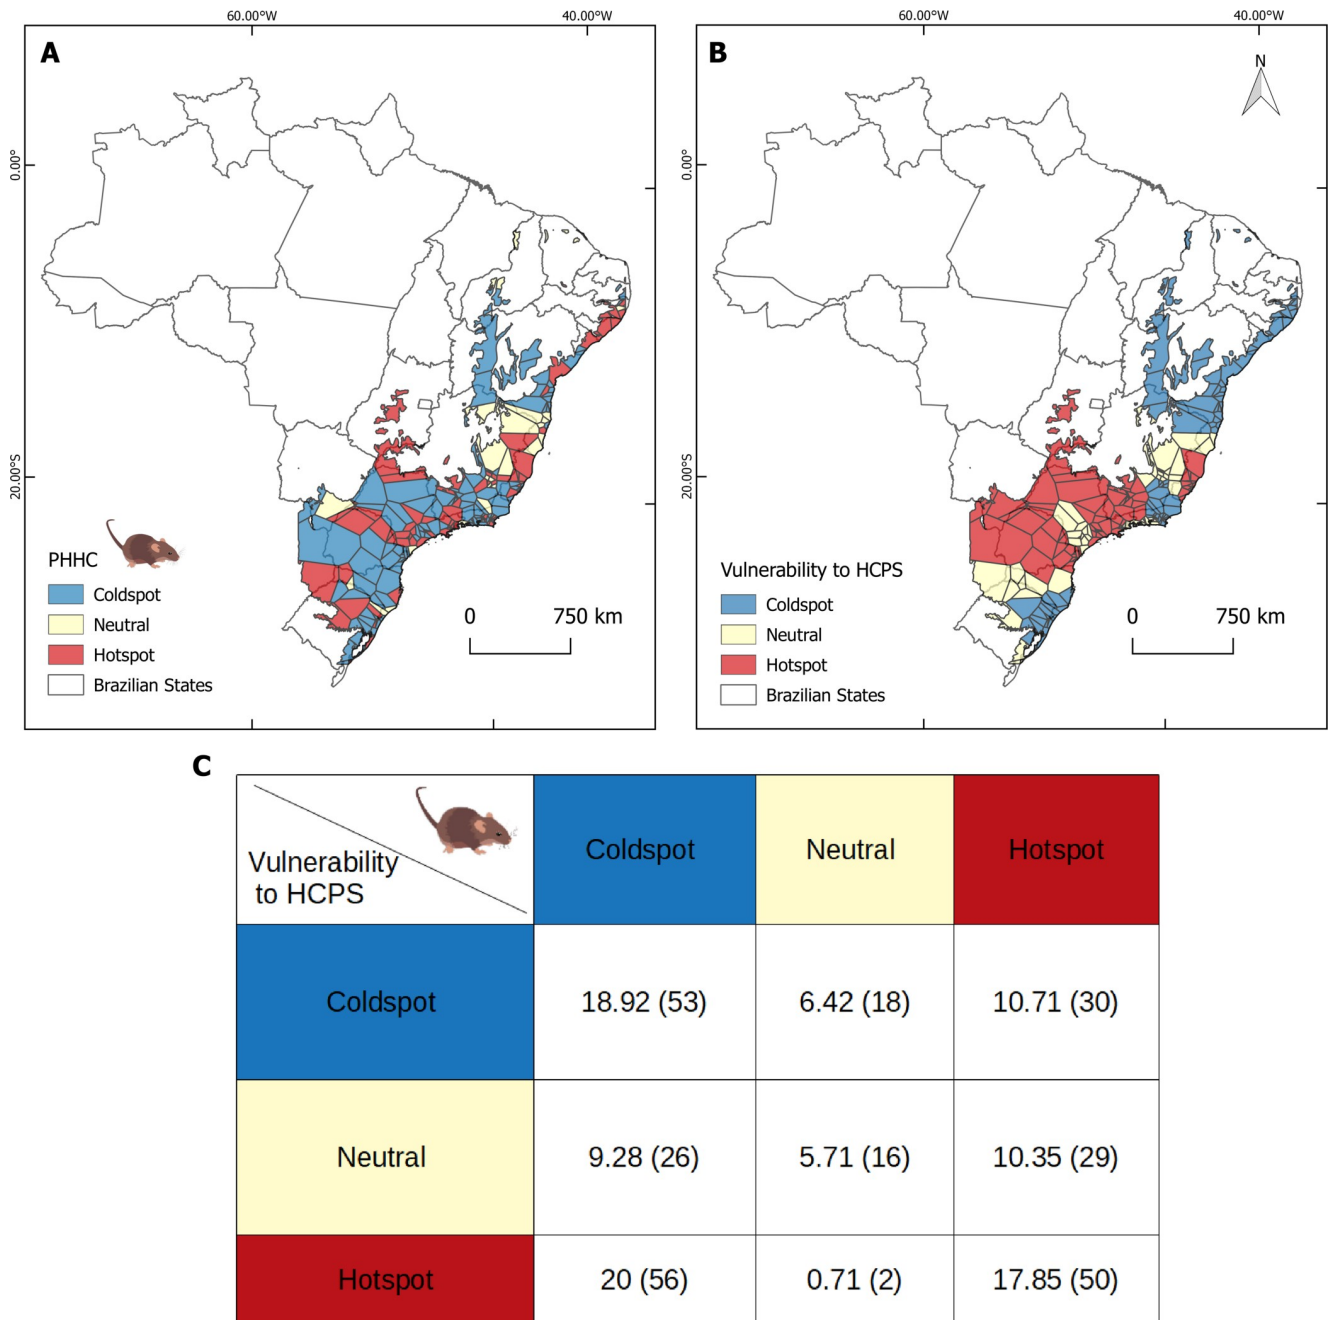 60.00°W 40.00°W
60.00°W 40.00°W
A
B
N
0.00°
0.00°
20.00°S
20.00°S
PHHC
Coldspot
Neutral
Hotspot
Brazilian States
0 750 km
Vulnerability to HCPS
Coldspot
Neutral
Hotspot
Brazilian States
0 750 km
C
Vulnerability
to HCPS
Coldspot Neutral Hotspot
Coldspot 18.92 (53) 6.42 (18) 10.71 (30)
Neutral 9.28 (26) 5.71 (16) 10.35 (29)
Hotspot 20 (56) 0.71 (2) 17.85 (50)